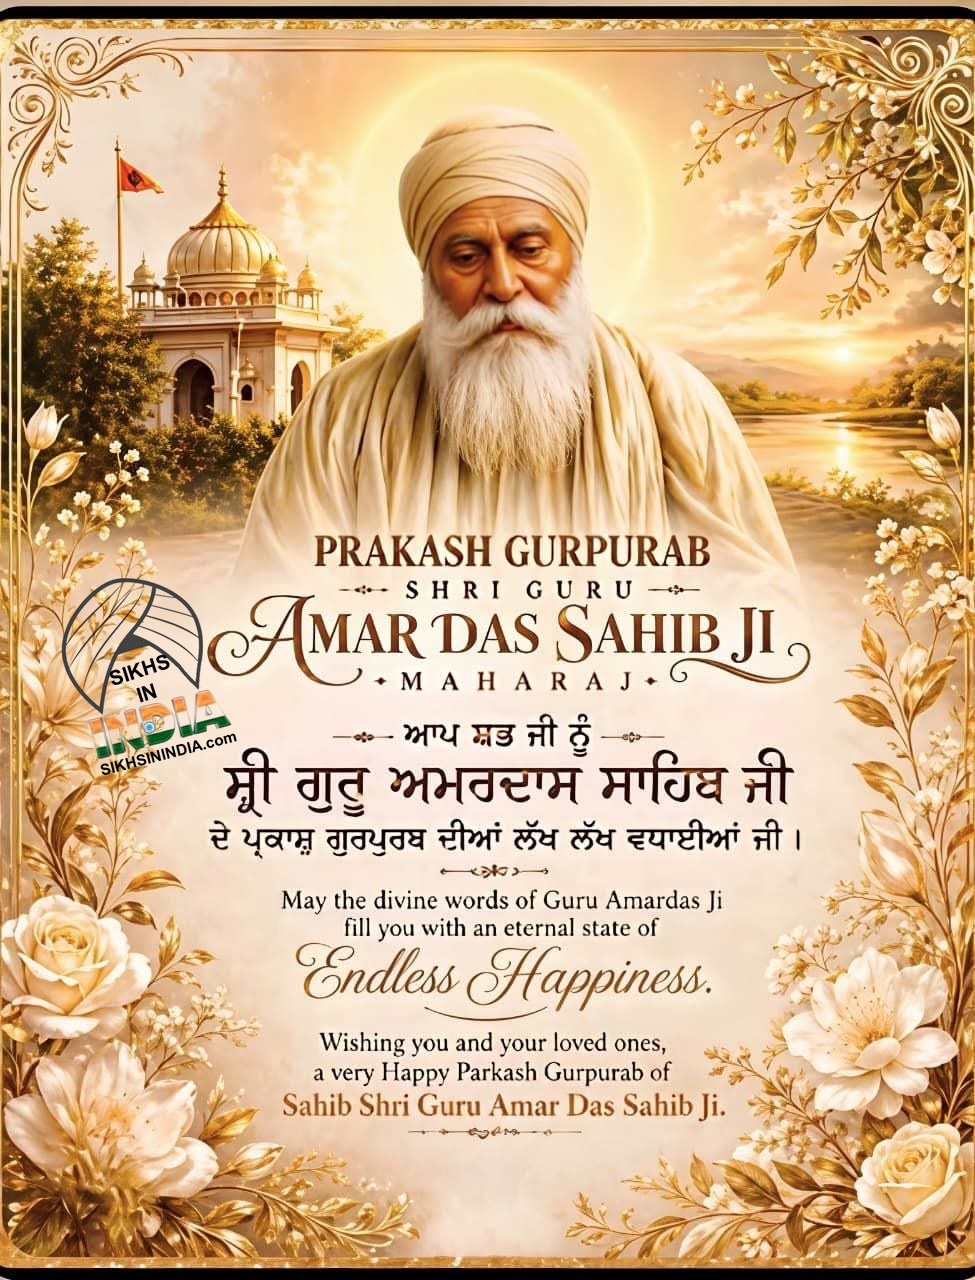 PRAKASH GURPURAB
SHRI GURU
AMAR DAS SAHIB JI
MAHARAJ
ਆਪ ਸ਼ਭ ਜੀ ਨੂੰ
ਸ਼੍ਰੀ ਗੁਰੂ ਅਮਰਦਾਸ ਸਾਹਿਬ ਜੀ
ਦੇ ਪ੍ਰਕਾਸ਼ ਗੁਰਪੁਰਬ ਦੀਆਂ ਲੱਖ ਲੱਖ ਵਧਾਈਆਂ ਜੀ ।
May the divine words of Guru Amardas Ji
fill you with an eternal state of
Endless Happiness.
Wishing you and your loved ones,
a very Happy Parkash Gurpurab of
Sahib Shri Guru Amar Das Sahib Ji.
SIKHS
IN
INDIA
SIKHSININDIA.com